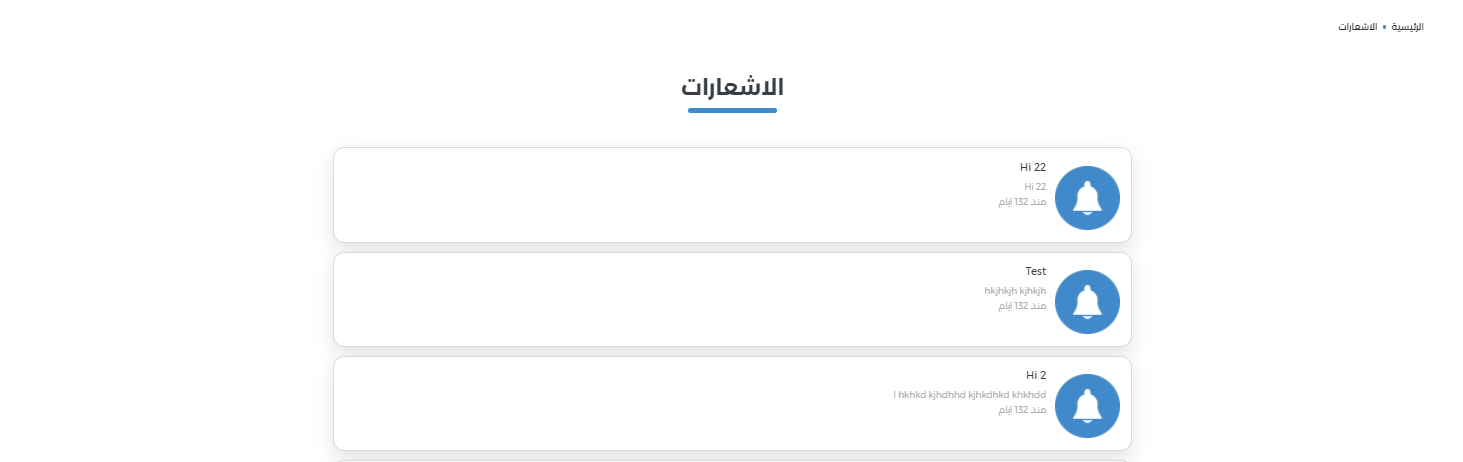 الرئيسية • الاشعارات
الاشعارات
Hi 22
Hi 22
منذ 132 ايام
Test
hkjhkjh kjhkjh
منذ 132 ايام
Hi 2
hkhkd kjhdhhd kjhkdhkd khkhdd ا
منذ 132 ايام